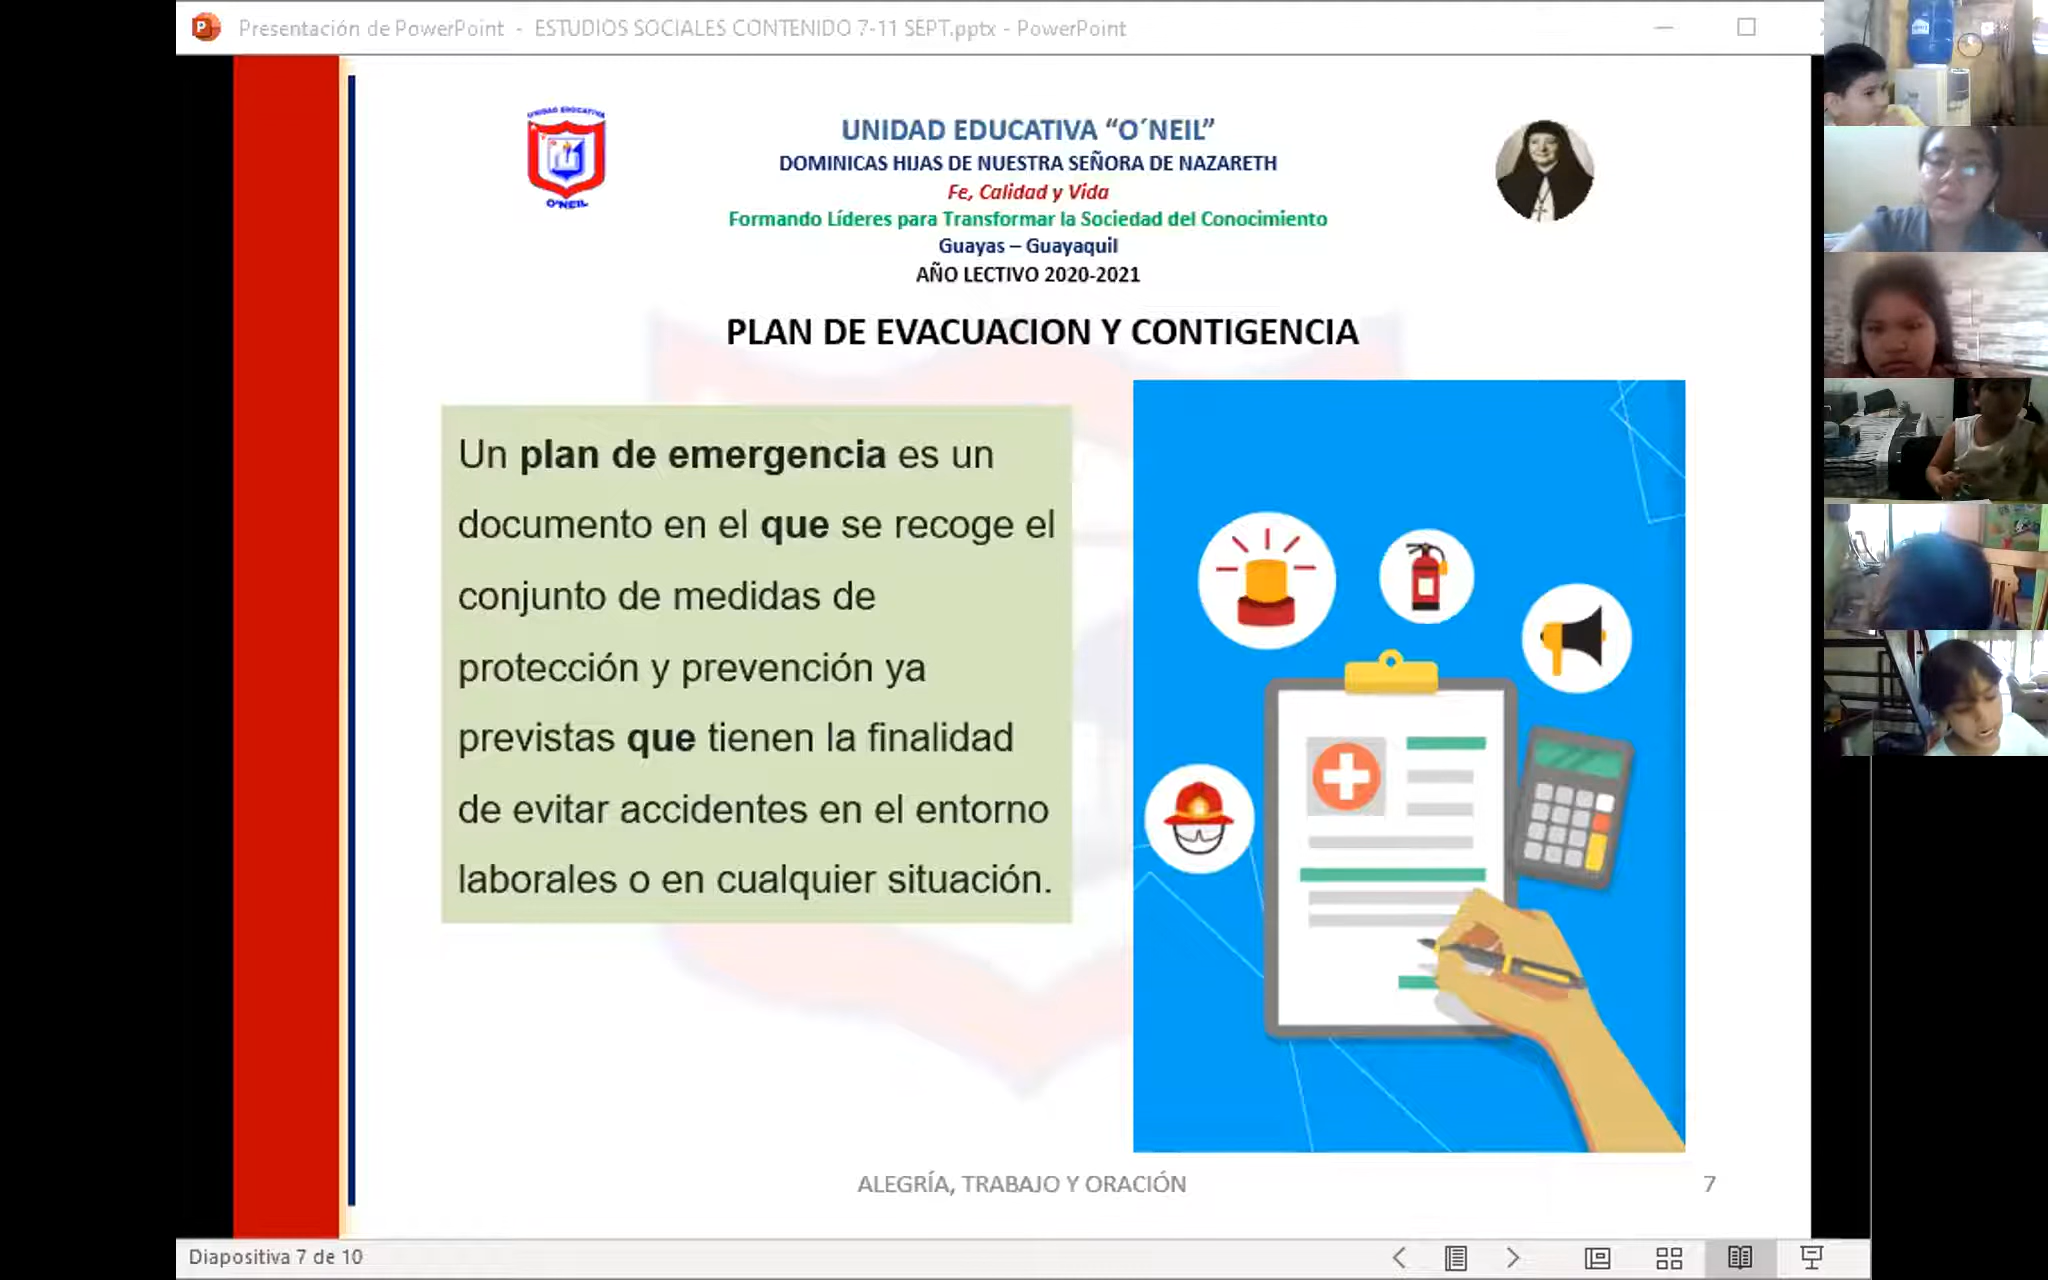 Presentación de PowerPoint - ESTUDIOS SOCIALES CONTENIDO 7-11 SEPT.pptx - PowerPoint
UNIDAD EDUCATIVA
O'NEIL
UNIDAD EDUCATIVA “O´NEIL”
DOMINICAS HIJAS DE NUESTRA SEÑORA DE NAZARETH
Fe, Calidad y Vida
Formando Líderes para Transformar la Sociedad del Conocimiento
Guayas – Guayaquil
AÑO LECTIVO 2020-2021
PLAN DE EVACUACION Y CONTIGENCIA
Un plan de emergencia es un
documento en el que se recoge el
conjunto de medidas de
protección y prevención ya
previstas que tienen la finalidad
de evitar accidentes en el entorno
laborales o en cualquier situación.
ALEGRÍA, TRABAJO Y ORACIÓN
7
Diapositiva 7 de 10